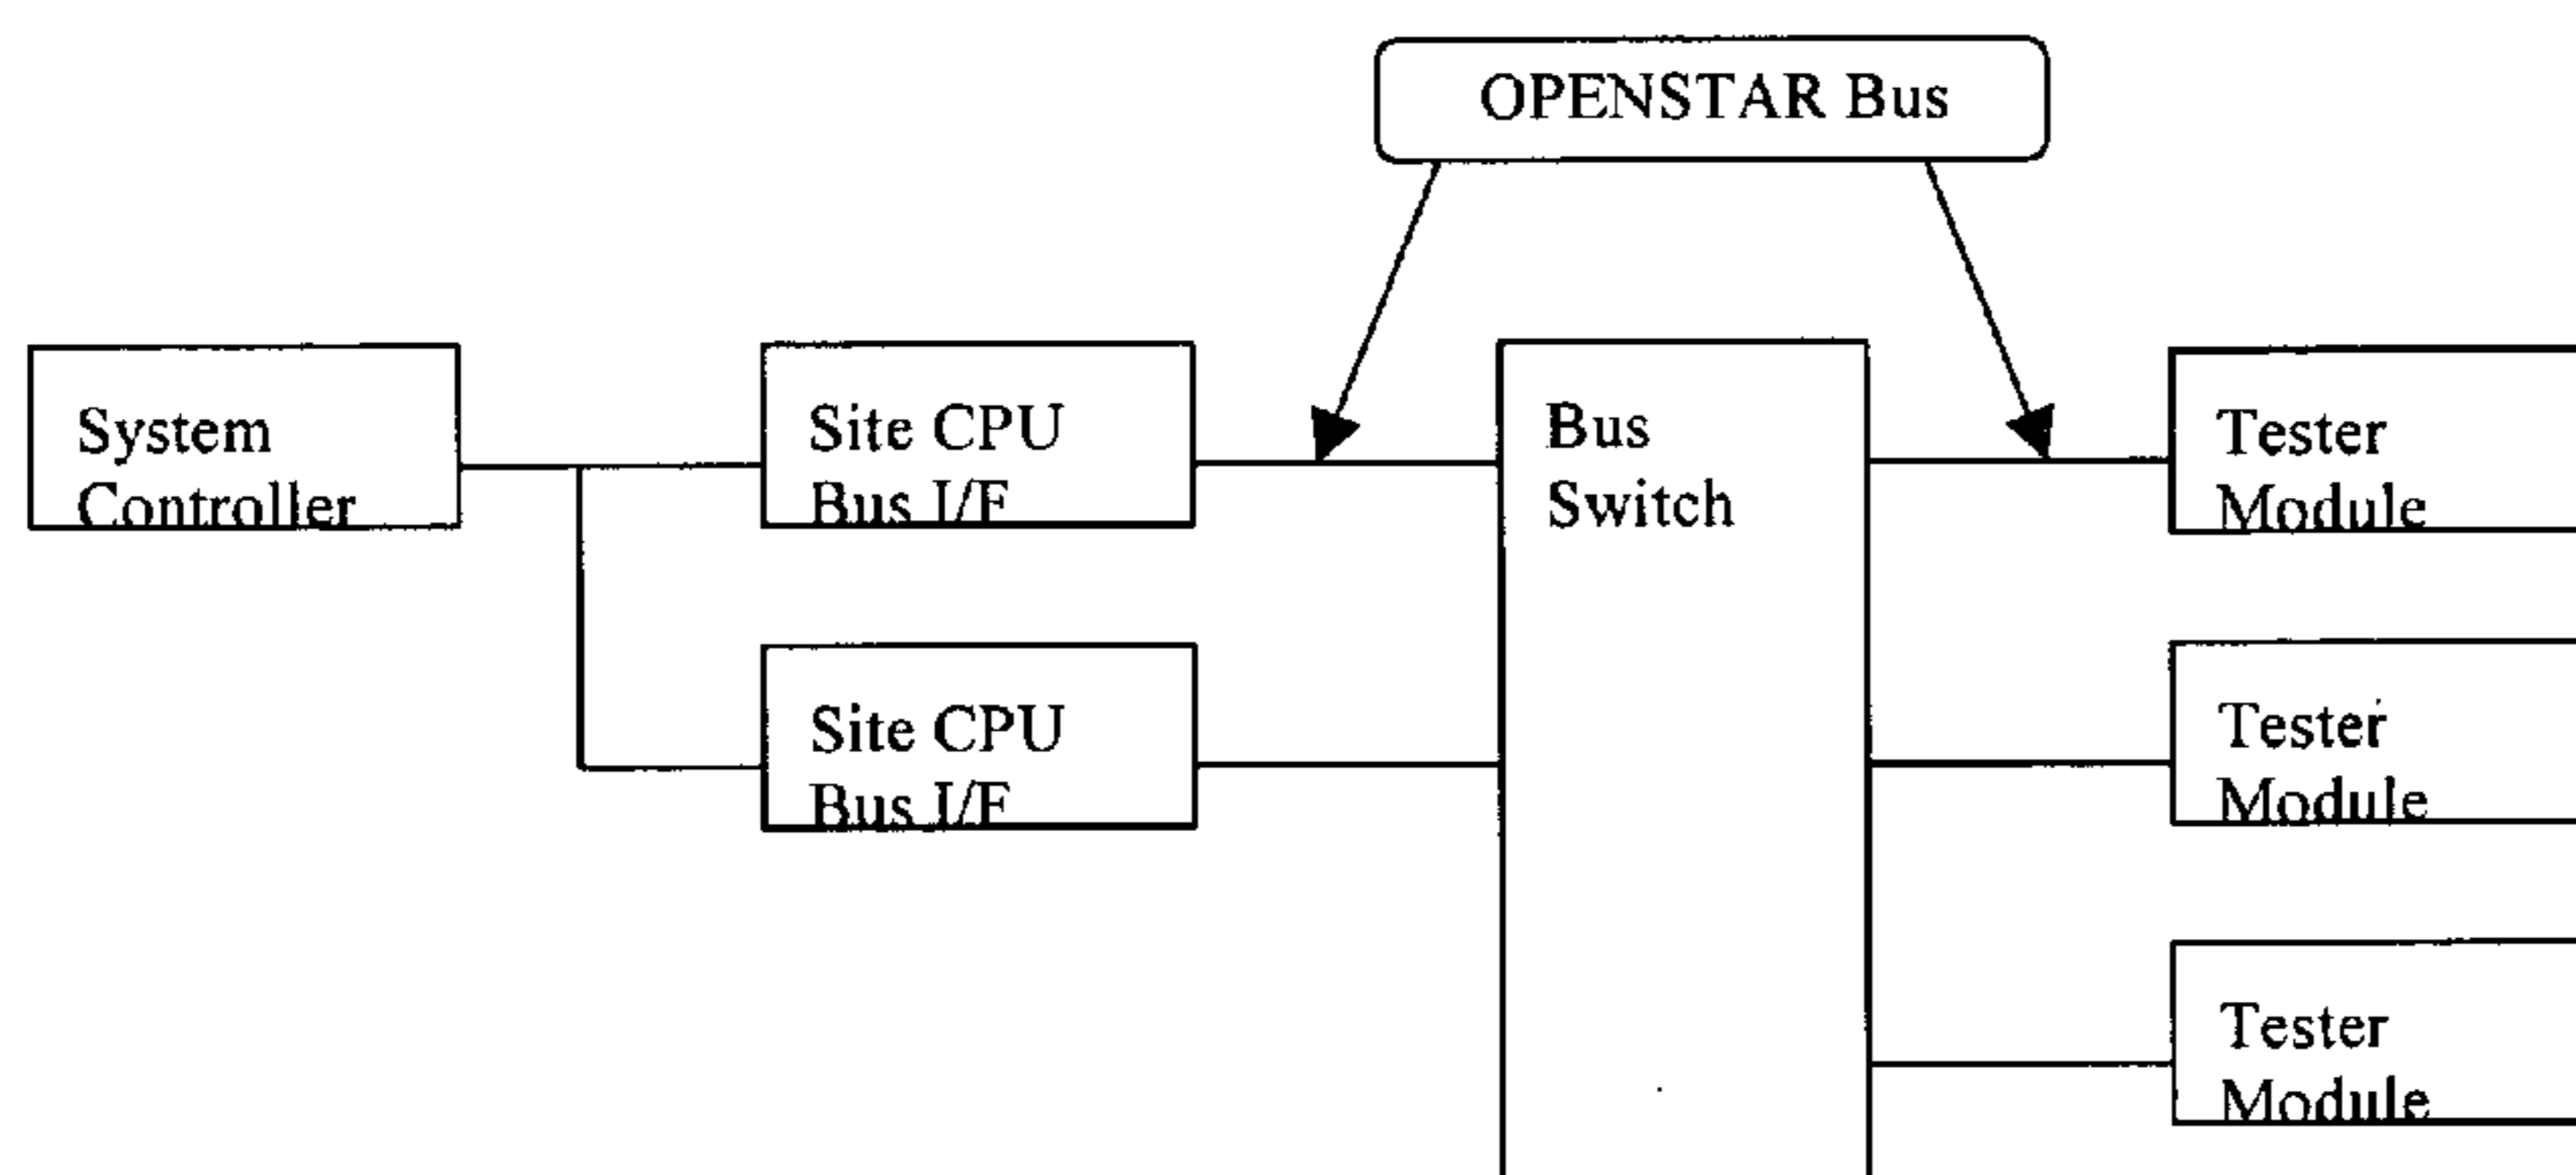 OPENSTAR Bus
System
Controller
Site CPU
Bus I/F
Bus
Switch
Tester
Module
Site CPU
Bus I/F
Tester
Module
Tester
Module